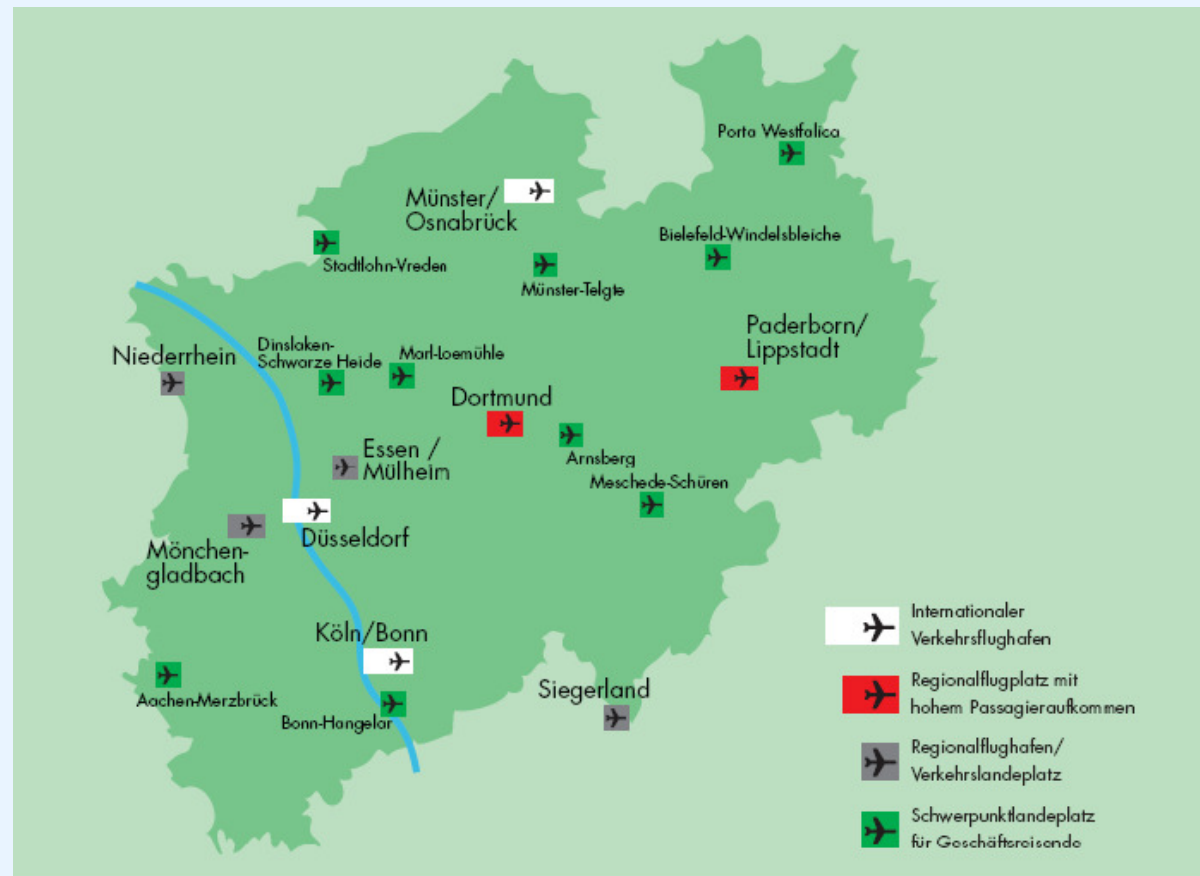 Porta Westfalica
Münster/
Osnabrück
Bielefeld-Windelsbleiche
Stadtlohn-Vreden
Münster-Telgte
Paderborn/
Lippstadt
Niederrhein
Dinslaken-
Schwarze Heide
Marl-Loemühle
Dortmund
Arnsberg
Essen /
Mülheim
Meschede-Schüren
Düsseldorf
Mönchen-
gladbach
Köln/Bonn
Siegerland
Aachen-Merzbrück
Bonn-Hangelar
Internationaler
Verkehrsflughafen
Regionalflugplatz mit
hohem Passagieraufkommen
Regionalflughafen/
Verkehrslandeplatz
Schwerpunktlandeplatz
für Geschäftsreisende